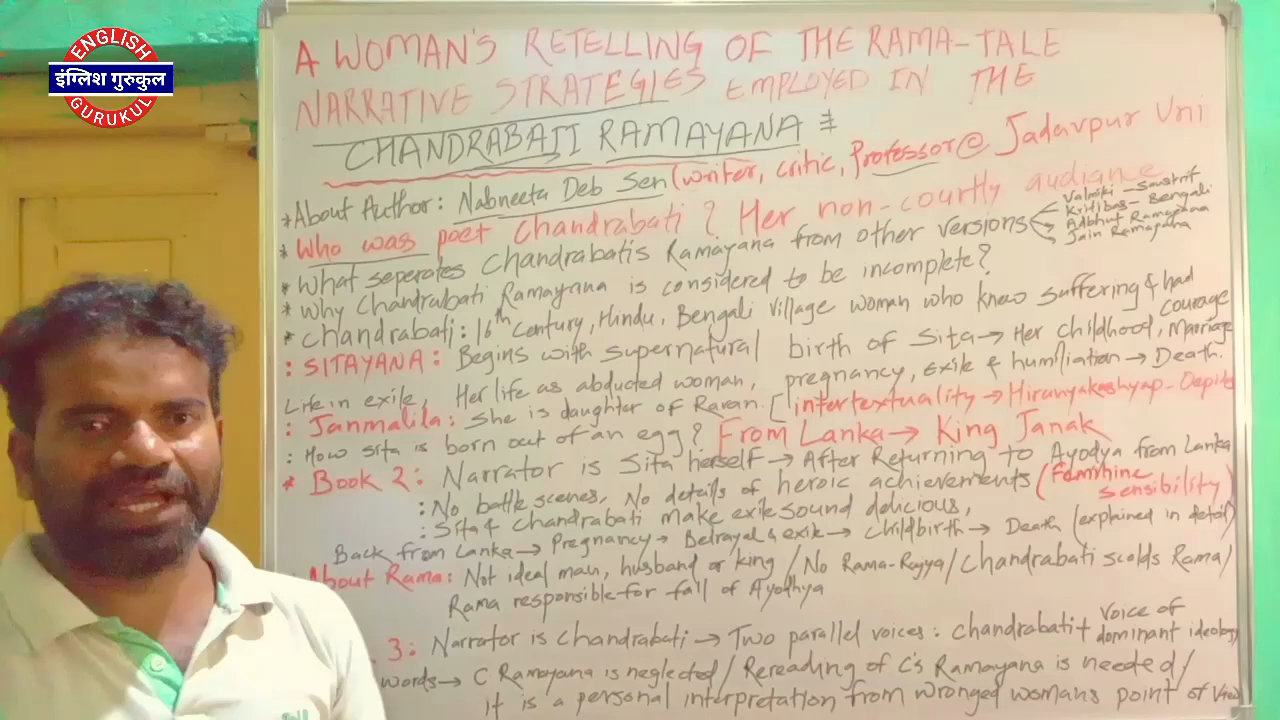 ENGLISH
इंग्लिश गुरुकुल
GURUKUL
A WOMAN'S RETELLING OF THE RAMA-TALE
NARRATIVE STRATEGIES EMPLOYED IN THE
CHANDRABATI RAMAYANA
*About Author: Nabneeta Deb Sen (writer, critic, Professor @ Jadavpur Uni
* Who was poet Chandrabati? Her non-courtly audiance
* What seperates Chandrabatis Ramayana from other versions
Valmiki - Sanskrit
Kritibas - Bengali
Adbhut Ramayana
Jain Ramayana
* Why Chandrabati Ramayana is considered to be incomplete?
* Chandrabati: 16th Century, Hindu, Bengali village woman who knew suffering & had courage
: SITAYANA: Begins with supernatural birth of Sita → Her childhood, Marriage
Life in exile, Her life as abducted woman, pregnancy, exile & humiliation → Death.
: Janmalila: She is daughter of Ravan. [intertextuality → Hirunyakashyap-
: How sita is born out of an egg? From Lanka → King Janak
* Book 2: Narrator is Sita herself → After Returning to Ayodya from Lanka
: No battle scenes, No details of heroic achievements (Feminine sensibility)
: Sita & Chandrabati make exile sound delicious,
Back from Lanka → Pregnancy → Betrayal & exile → Childbirth → Death (explained in detail)
About Rama: Not ideal man, husband or king / No Rama-Rajya / Chandrabati scolds Rama/
Rama responsible for fall of Ayodhya
3: Narrator is Chandrabati → Two parallel voices: Chandrabati + Voice of dominant ideology
words → C Ramayana is neglected / Rereading of C's Ramayana is needed /
it is a personal interpretation from wronged womans point of view